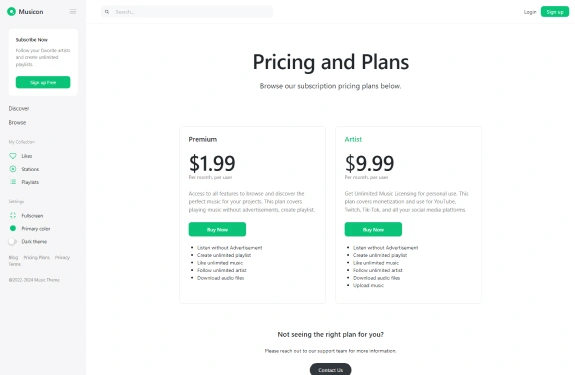 Musicon
Search...
Login
Sign up
Subscribe Now
Follow your favorite artists
and create unlimited
playlists.
Sign up free
Discover
Browse
My Collection
Likes
Stations
Playlists
Settings
Fullscreen
Primary color
Dark theme
Blog Pricing Plans Privacy
Terms
©2022-2024 Music Theme
Pricing and Plans
Browse our subscription pricing plans below.
Premium
$1.99
Per month, per user
Access to all features to browse and discover the
perfect music for your projects. This plan covers
playing music without advertisements, create playlist.
Buy Now
Listen without Advertisement
Create unlimited playlist
Like unlimited music
Follow unlimited artist
Download audio files
Artist
$9.99
Per month, per user
Get Unlimited Music Licensing for personal use. This
plan covers monetization and use for YouTube,
Twitch, Tik-Tok, and all your social media platforms.
Buy Now
Listen without Advertisement
Create unlimited playlist
Like unlimited music
Follow unlimited artist
Download audio files
Upload music
Not seeing the right plan for you?
Please reach out to our support team for more information.
Contact Us